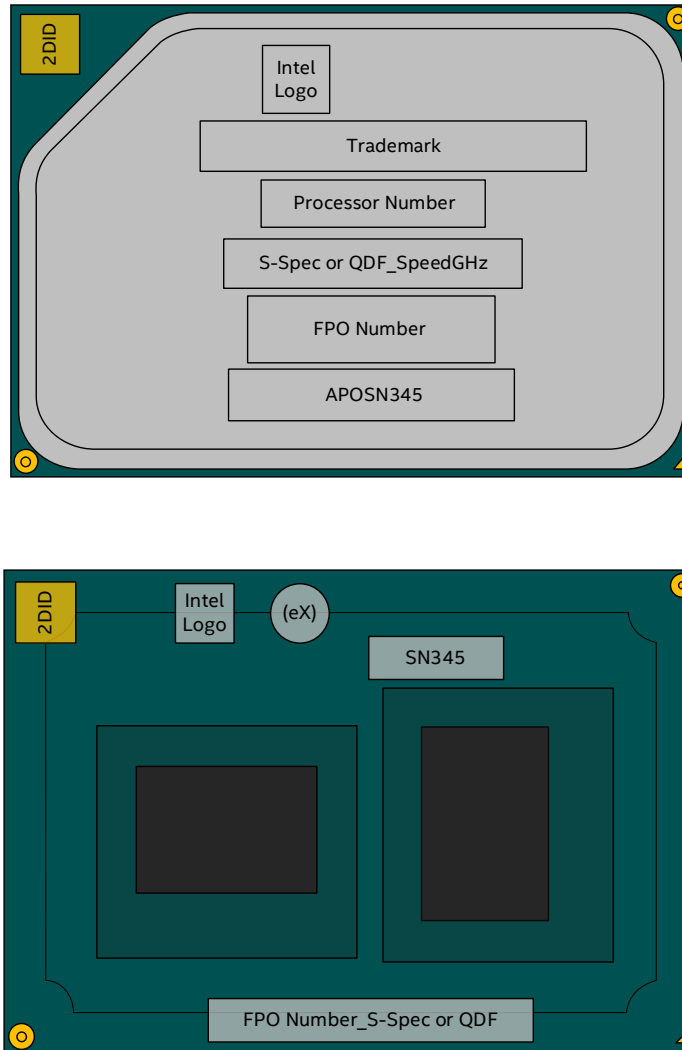 2DID
Intel
Logo
Trademark
Processor Number
S-Spec or QDF_SpeedGHz
FPO Number
APOSN345
2DID
Intel
Logo
(eX)
SN345
FPO Number_S-Spec or QDF